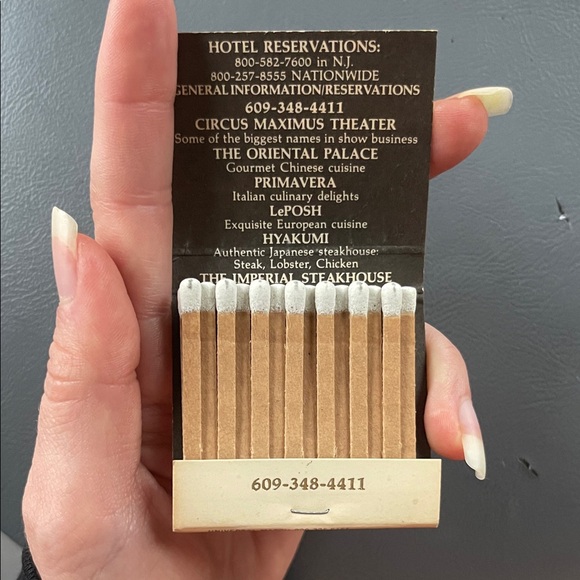 HOTEL RESERVATIONS:
800-582-7600 in N.J.
800-257-8555 NATIONWIDE
GENERAL INFORMATION/RESERVATIONS
609-348-4411
CIRCUS MAXIMUS THEATER
Some of the biggest names in show business
THE ORIENTAL PALACE
Gourmet Chinese cuisine
PRIMAVERA
Italian culinary delights
LePOSH
Exquisite European cuisine
HYAKUMI
Authentic Japanese steakhouse:
Steak, Lobster, Chicken
THE IMPERIAL STEAKHOUSE
609-348-4411